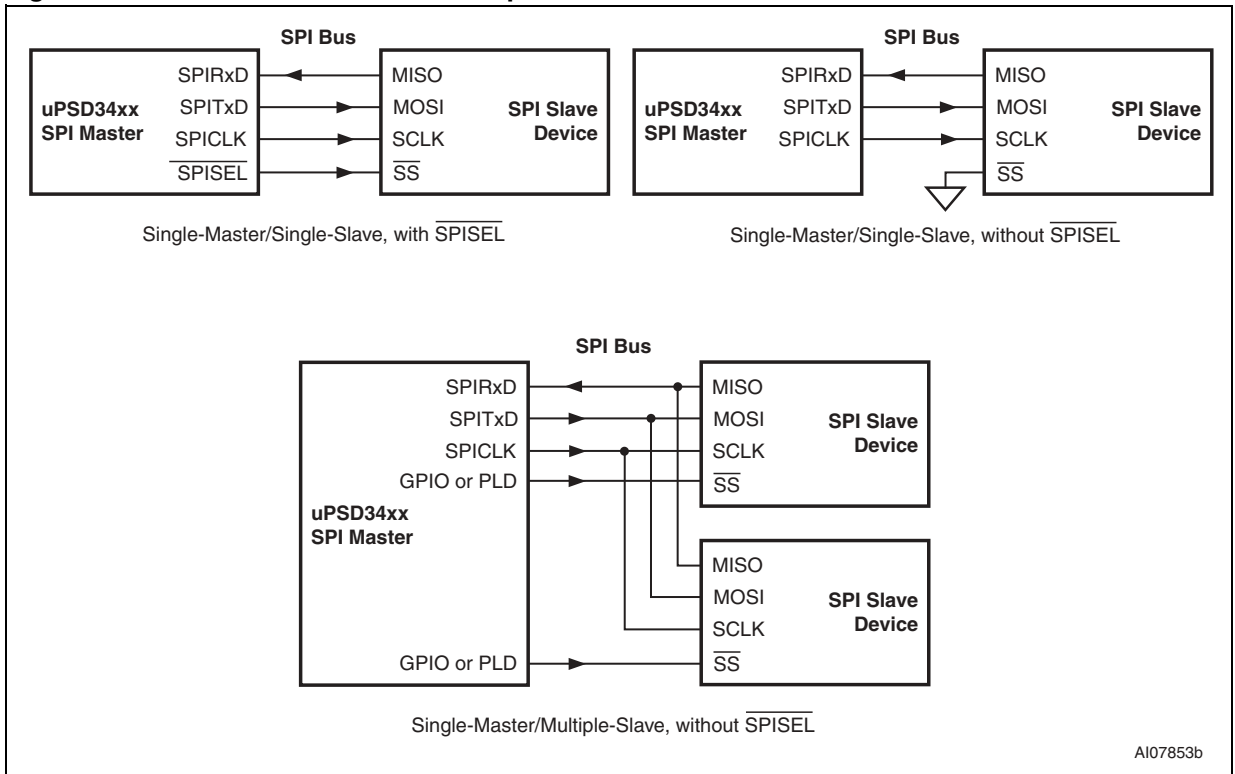 SPI Bus
uPSD34xx
SPI Master
SPIRxD
SPITxD
SPICLK
SPISEL
MISO
MOSI
SCLK
SS
SPI Slave
Device
Single-Master/Single-Slave, with SPISEL
SPI Bus
uPSD34xx
SPI Master
SPIRxD
SPITxD
SPICLK
MISO
MOSI
SCLK
SS
SPI Slave
Device
Single-Master/Single-Slave, without SPISEL
SPI Bus
SPIRxD
SPITxD
SPICLK
GPIO or PLD
uPSD34xx
SPI Master
GPIO or PLD
MISO
MOSI
SCLK
SS
SPI Slave
Device
MISO
MOSI
SCLK
SS
SPI Slave
Device
Single-Master/Multiple-Slave, without SPISEL
AI07853b